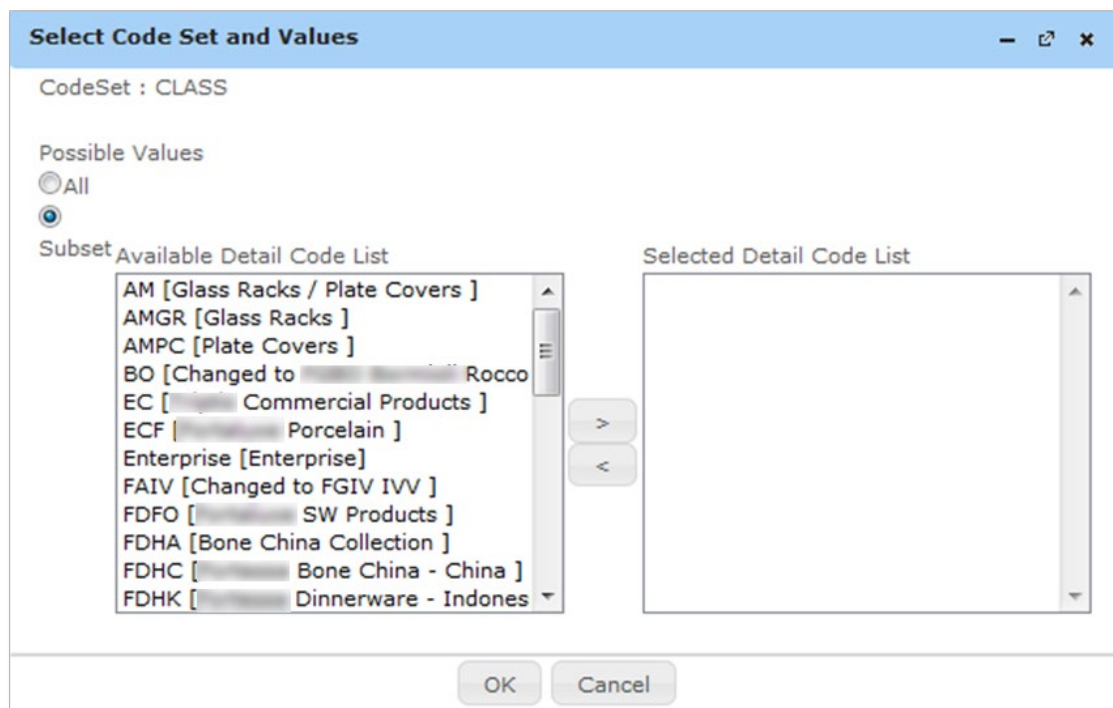 Select Code Set and Values
CodeSet : CLASS
Possible Values
All
Subset
Available Detail Code List
Selected Detail Code List
AM [Glass Racks / Plate Covers ]
AMGR [Glass Racks ]
AMPC [Plate Covers ]
BO [Changed to Rocco
EC [ Commercial Products ]
ECF [ Porcelain ]
Enterprise [Enterprise]
FAIV [Changed to FGIV IVV ]
FDFO [ SW Products ]
FDHA [Bone China Collection ]
FDHC [ Bone China - China ]
FDHK [ Dinnerware - Indones
>
<
OK
Cancel